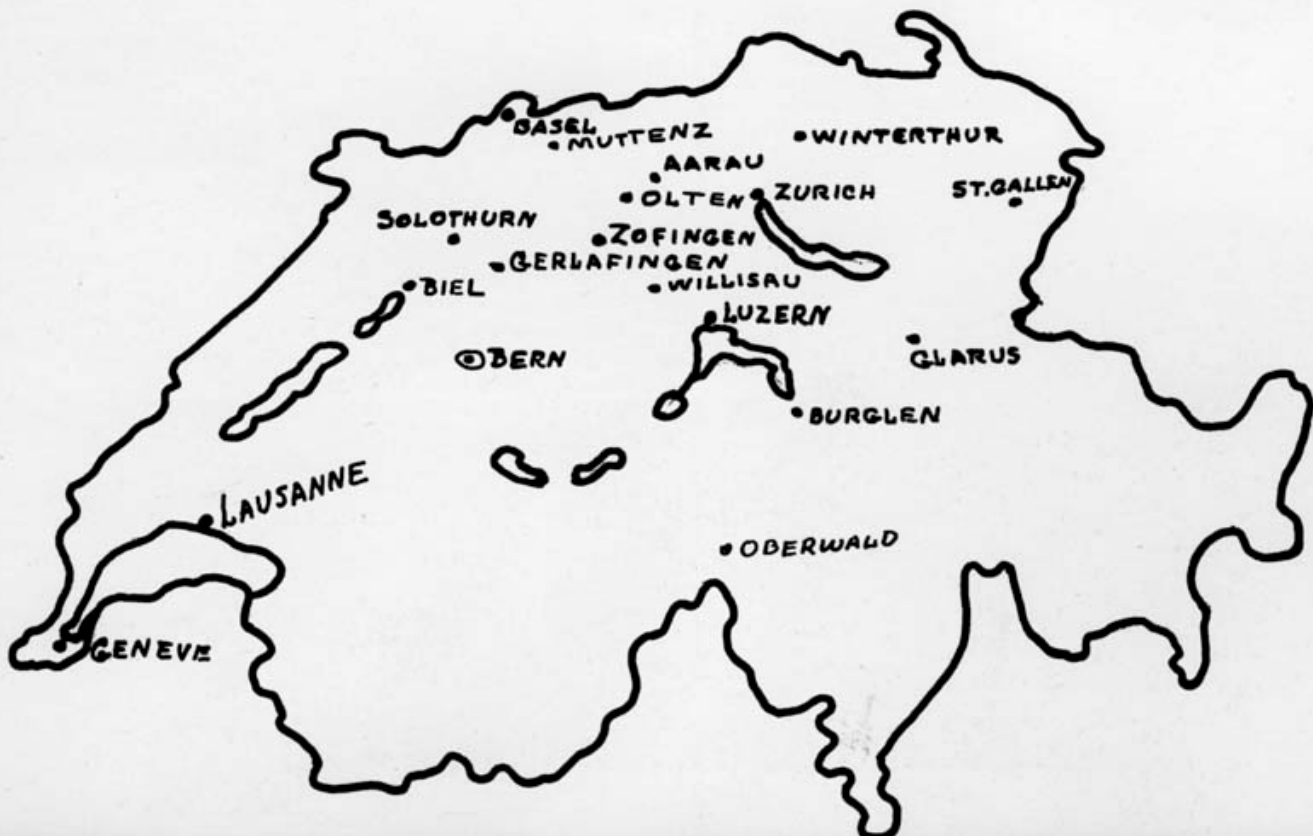 BASEL
MUTTENZ
WINTERTHUR
AARAU
OLTEN
ZURICH
ST.GALLEN
SOLOTHURN
ZOFINGEN
GERLAFINGEN
BIEL
WILLISAU
LUZERN
BERN
GLARUS
BURGLEN
LAUSANNE
OBERWALD
GENEVE